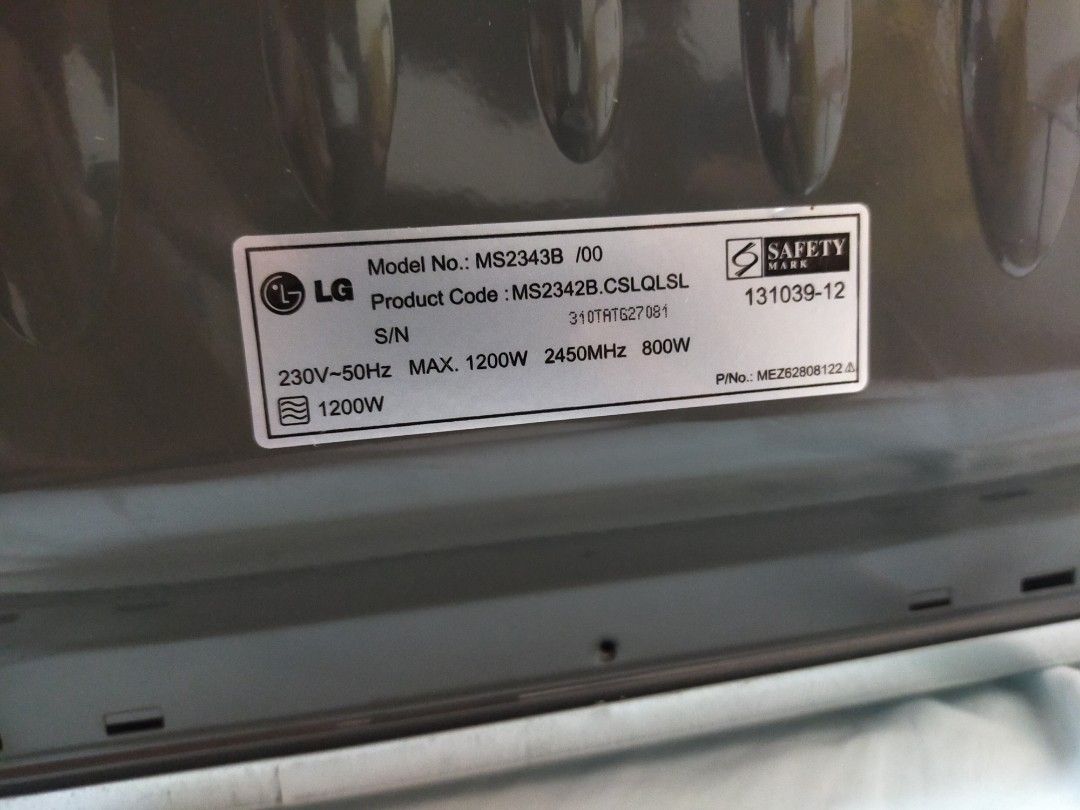 LG
Model No.: MS2343B /00
Product Code : MS2342B.CSLQLSL
S/N 310TATG27081
230V~50Hz MAX. 1200W 2450MHz 800W
1200W
SAFETY
MARK
131039-12
P/No.: MEZ62808122